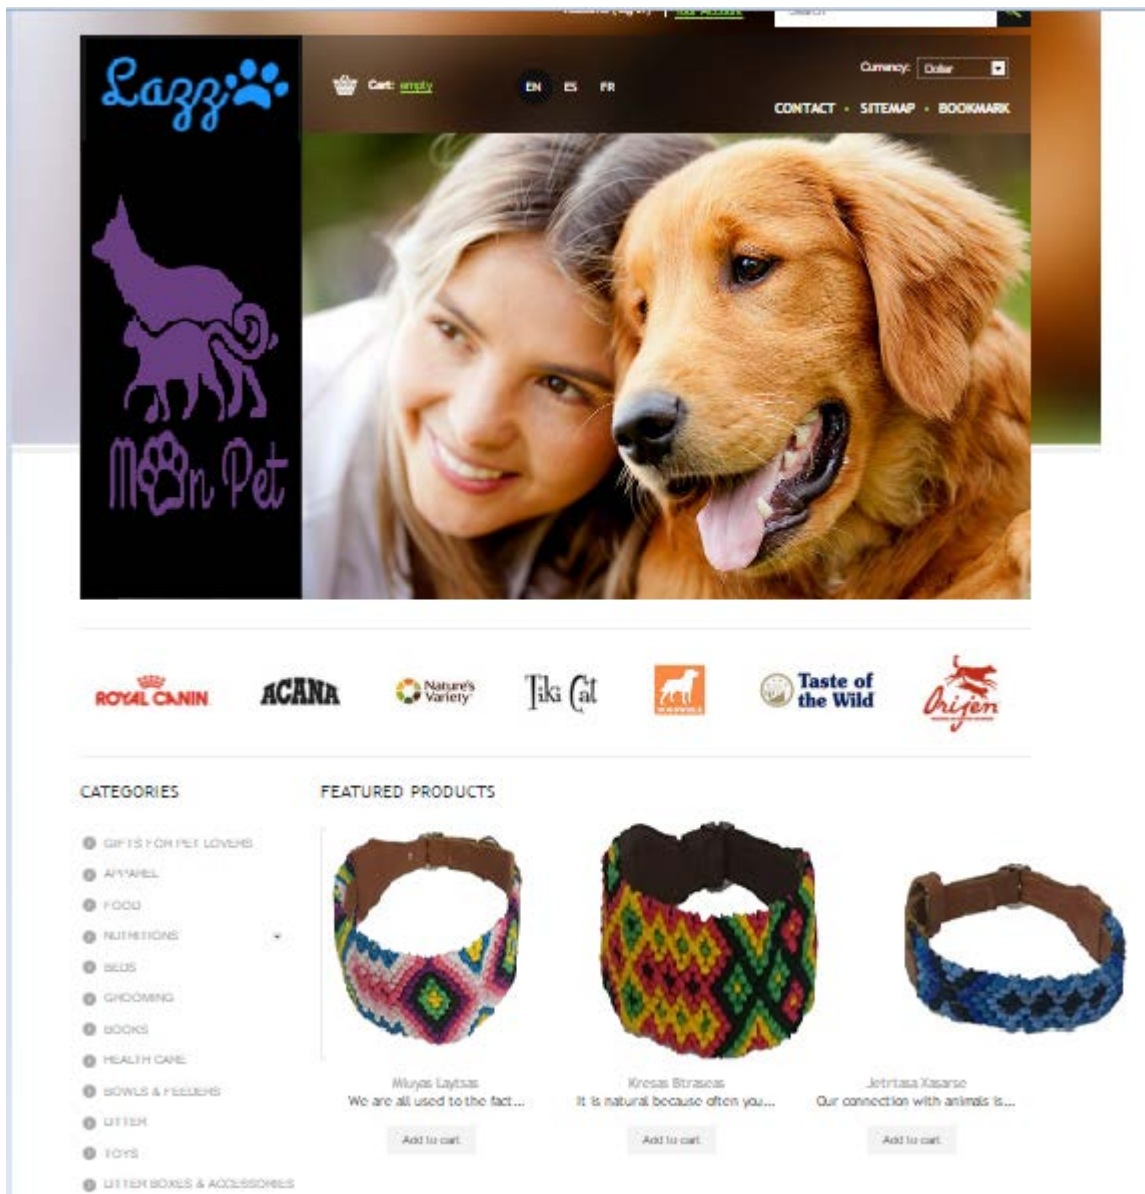 Your Account
Search
Lazz
Cart: empty
EN ES FR
Currency: Dollar
CONTACT • SITEMAP • BOOKMARK
Moon Pet
ROYAL CANIN
ACANA
Nature's
Variety
Tiki Cat
Taste of
the Wild
Orijen
CATEGORIES
GIFTS FOR PET LOVERS
APPAREL
FOOD
NUTRITIONS
BEDS
GROOMING
BOOKS
HEALTH CARE
BOWLS & FEEDERS
LITTER
TOYS
LITTER BOXES & ACCESSORIES
FEATURED PRODUCTS
Miuyas Laytsas
We are all used to the fact...
Add to cart
Kresas Btraseas
It is natural because often you...
Add to cart
Jetritasa Xasarse
Our connection with animals is...
Add to cart